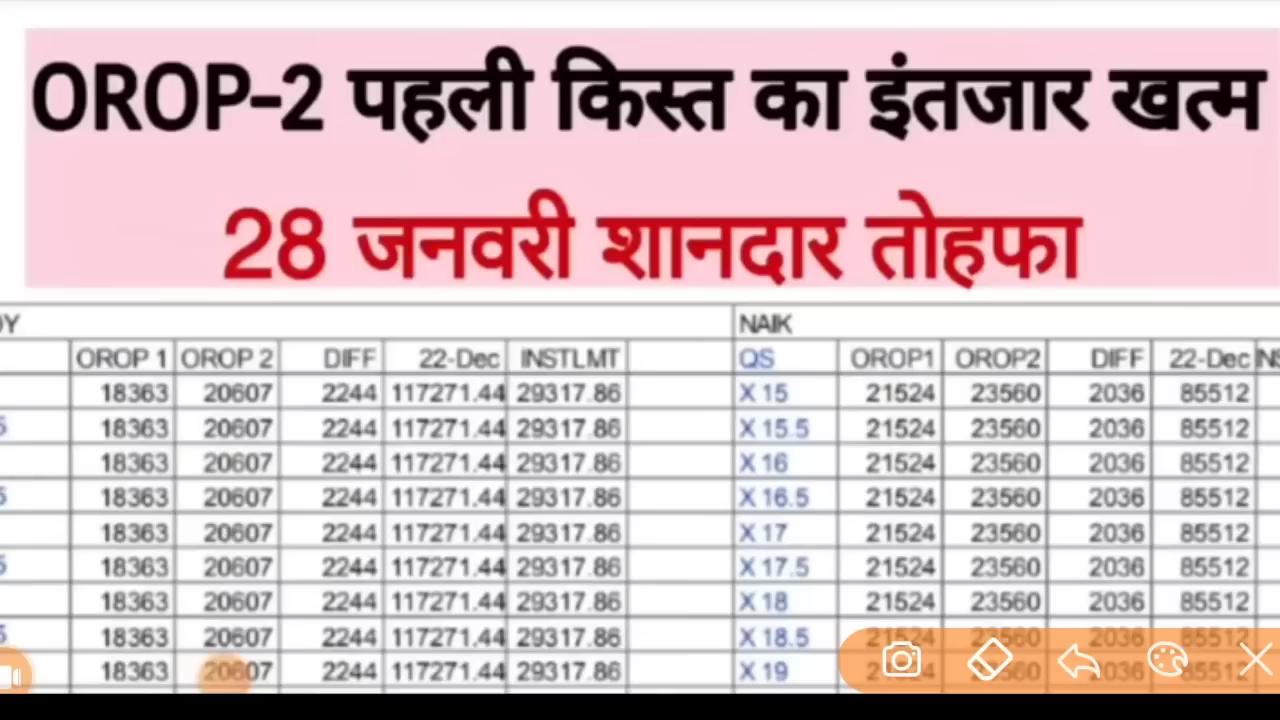 OROP-2 पहली किस्त का इंतजार खत्म
28 जनवरी शानदार तोहफा
NAIK
OROP 1 OROP 2 DIFF 22-Dec INSTLMT QS OROP1 OROP2 DIFF 22-Dec
18363 20607 2244 117271.44 29317.86 X 15 21524 23560 2036 85512
18363 20607 2244 117271.44 29317.86 X 15.5 21524 23560 2036 85512
18363 20607 2244 117271.44 29317.86 X 16 21524 23560 2036 85512
18363 20607 2244 117271.44 29317.86 X 16.5 21524 23560 2036 85512
18363 20607 2244 117271.44 29317.86 X 17 21524 23560 2036 85512
18363 20607 2244 117271.44 29317.86 X 17.5 21524 23560 2036 85512
18363 20607 2244 117271.44 29317.86 X 18 21524 23560 2036 85512
18363 20607 2244 117271.44 29317.86 X 18.5 21524 23560 2036 85512
18363 20607 2244 117271.44 29317.86 X 19